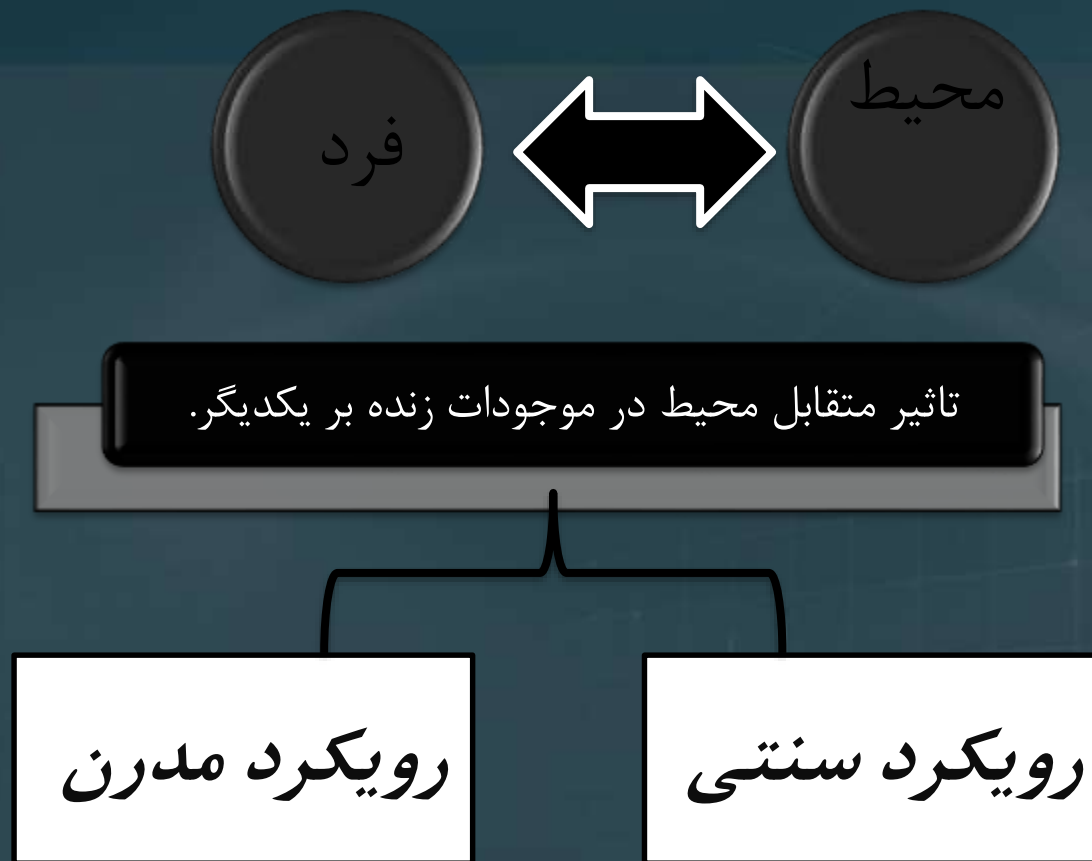 محیط
فرد
تاثیر متقابل محیط در موجودات زنده بر یکدیگر.
رویکرد سنتی
رویکرد مدرن